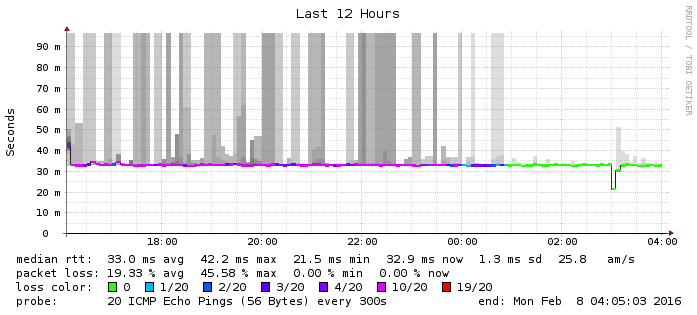 Last 12 Hours
RRDTOOL / TOBI OETIKER
Seconds
90 m
80 m
70 m
60 m
50 m
40 m
30 m
20 m
10 m
0
18:00 20:00 22:00 00:00 02:00 04:00
median rtt: 33.0 ms avg 42.2 ms max 21.5 ms min 32.9 ms now 1.3 ms sd 25.8 am/s
packet loss: 19.33 % avg 45.58 % max 0.00 % min 0.00 % now
loss color: 0 1/20 2/20 3/20 4/20 10/20 19/20
probe: 20 ICMP Echo Pings (56 Bytes) every 300s end: Mon Feb 8 04:05:03 2016